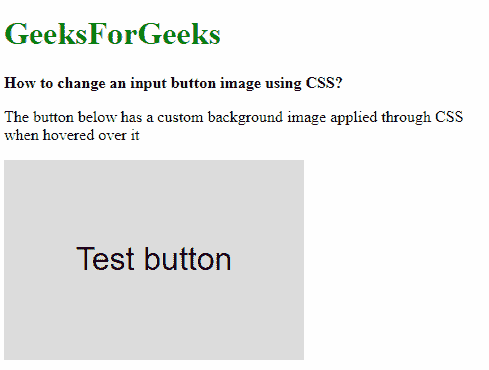 GeeksForGeeks
How to change an input button image using CSS?
The button below has a custom background image applied through CSS
when hovered over it
Test button